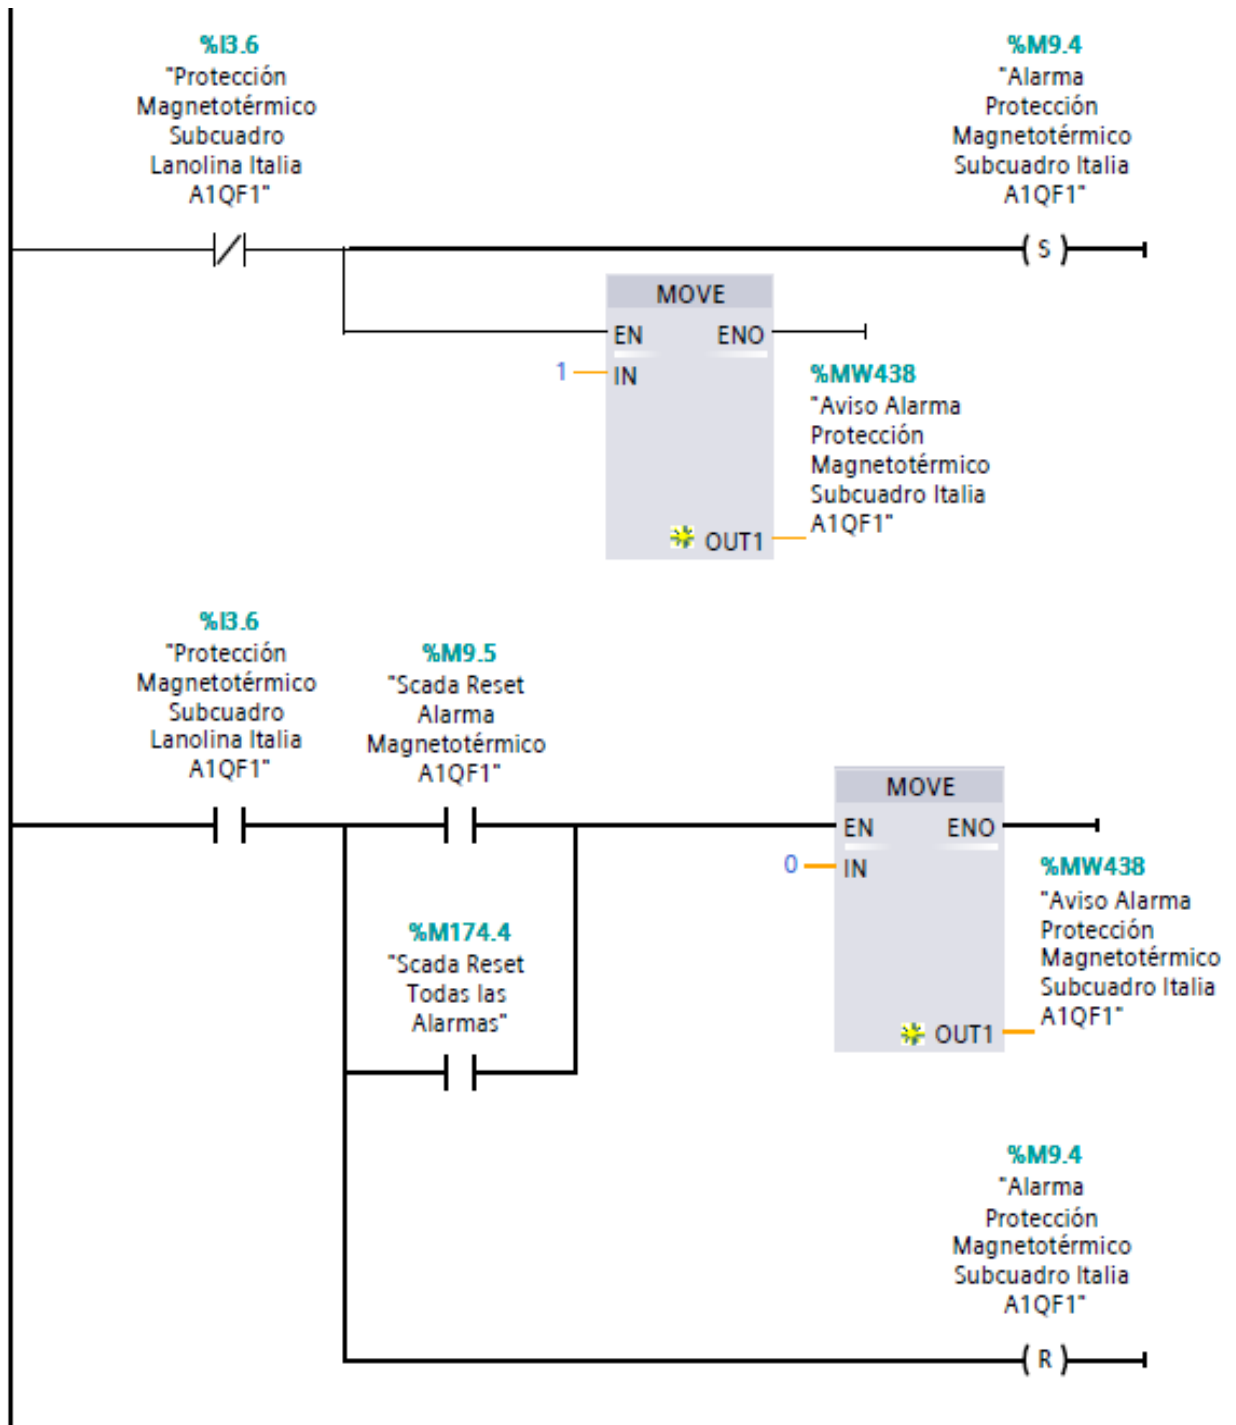 %I3.6
"Protección
Magnetotérmico
Subcuadro
Lanolina Italia
A1QF1"
%M9.4
"Alarma
Protección
Magnetotérmico
Subcuadro Italia
A1QF1"
S
MOVE
EN ENO
1 IN
%MW438
"Aviso Alarma
Protección
Magnetotérmico
Subcuadro Italia
A1QF1"
OUT1
%I3.6
"Protección
Magnetotérmico
Subcuadro
Lanolina Italia
A1QF1"
%M9.5
"Scada Reset
Alarma
Magnetotérmico
A1QF1"
MOVE
EN ENO
0 IN
%MW438
"Aviso Alarma
Protección
Magnetotérmico
Subcuadro Italia
A1QF1"
OUT1
%M174.4
"Scada Reset
Todas las
Alarmas"
%M9.4
"Alarma
Protección
Magnetotérmico
Subcuadro Italia
A1QF1"
R